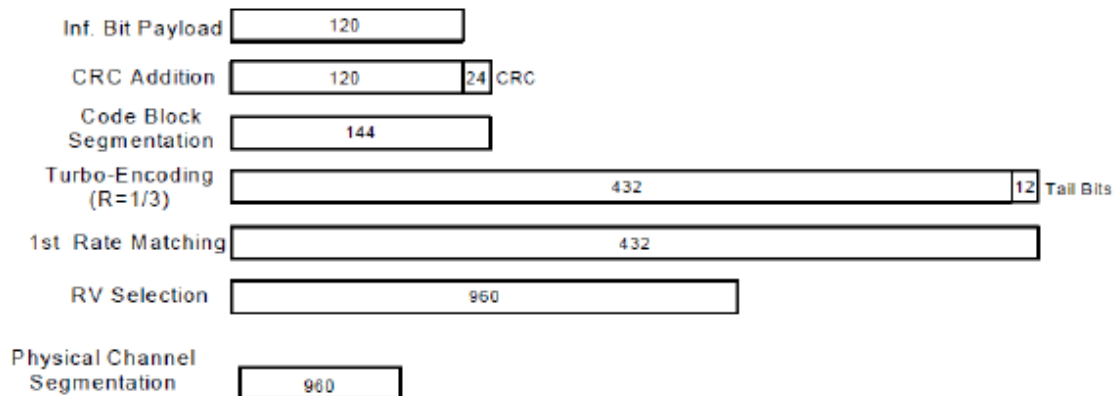 Inf. Bit Payload 120
CRC Addition 120 24 CRC
Code Block
Segmentation 144
Turbo-Encoding
(R=1/3) 432 12 Tail Bits
1st Rate Matching 432
RV Selection 960
Physical Channel
Segmentation 960